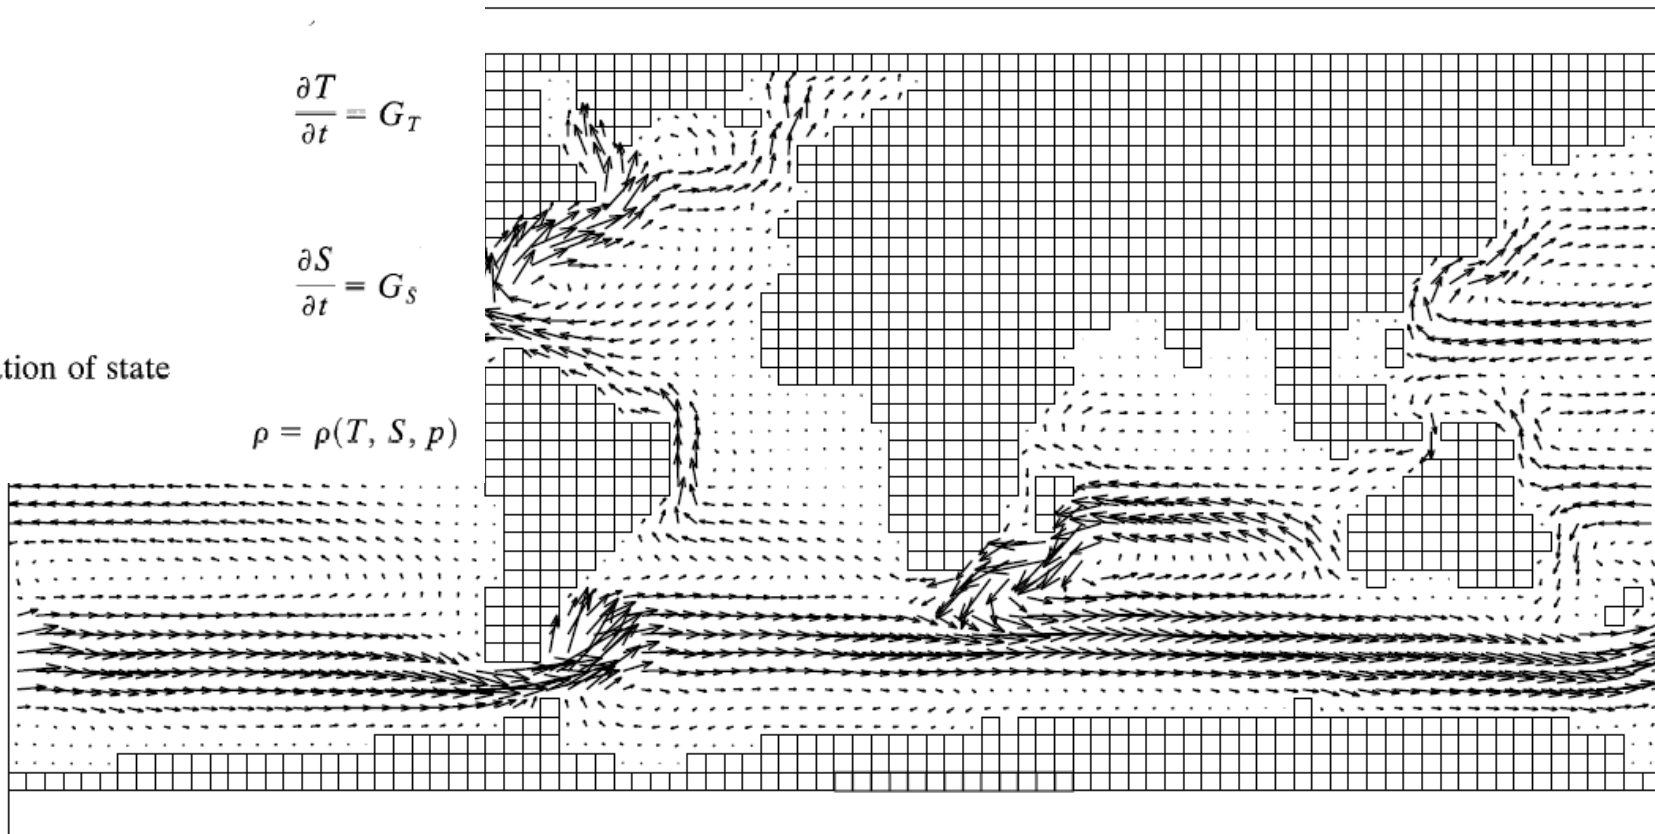 ∂T/∂t = G_T
∂S/∂t = G_S
tion of state
ρ = ρ(T, S, p)